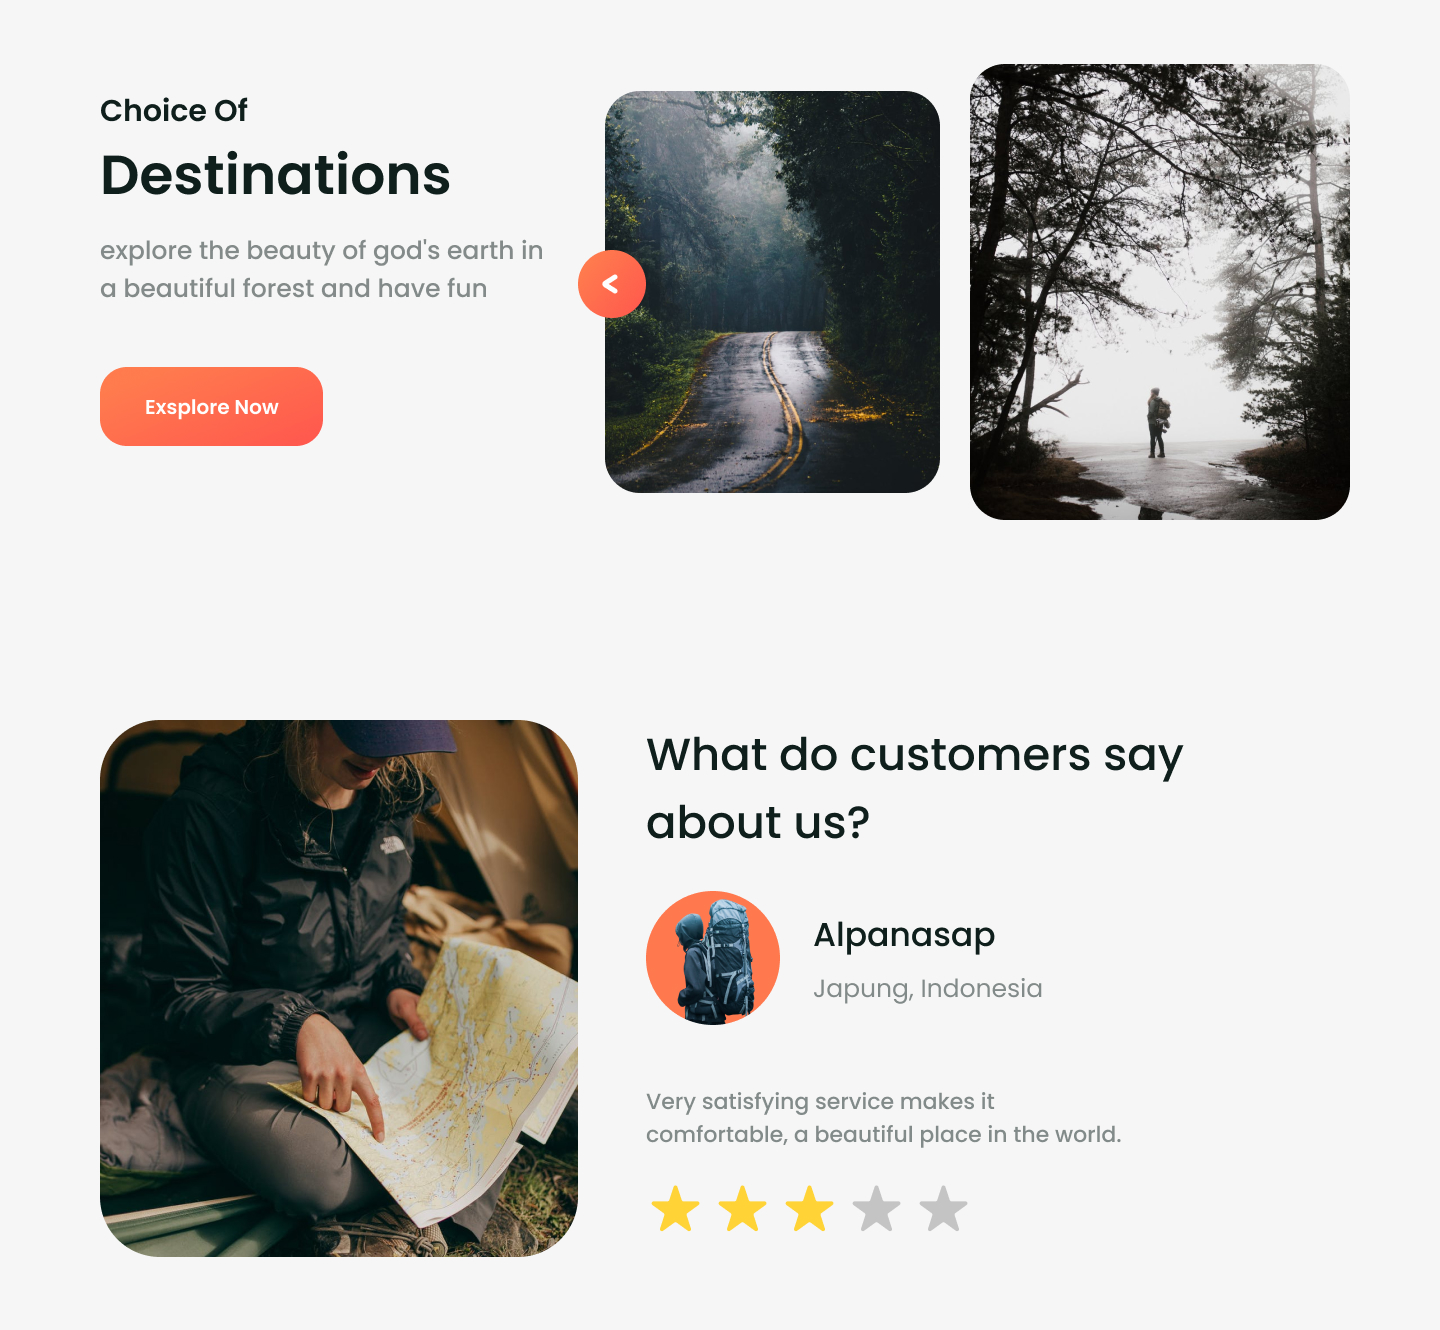 Choice Of
Destinations
explore the beauty of god's earth in
a beautiful forest and have fun
Exsplore Now
What do customers say
about us?
Alpanasap
Japung, Indonesia
Very satisfying service makes it
comfortable, a beautiful place in the world.